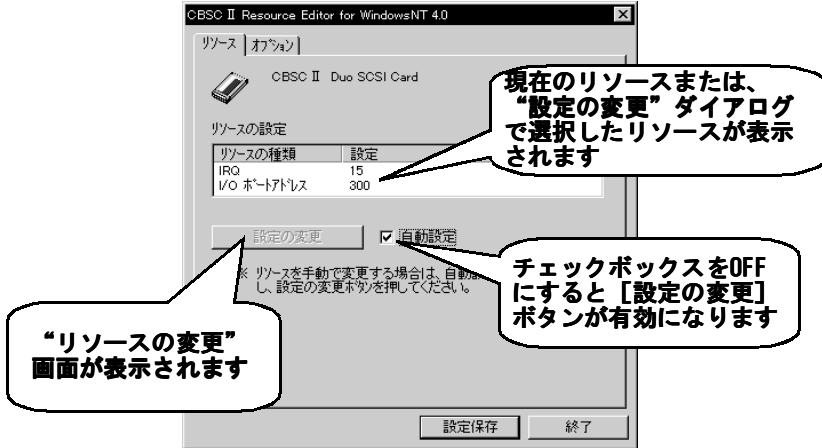 CBSC Ⅱ Resource Editor for WindowsNT 4.0
リソース
オプション
CBSC Ⅱ Duo SCSI Card
現在のリソースまたは、
“設定の変更”ダイアログ
で選択したリソースが表示
されます
リソースの設定
リソースの種類 設定
IRQ 15
I/O ポートアドレス 300
設定の変更
自動設定
※ リソースを手動で変更する場合は、自動
し、設定の変更ボタンを押してください。
チェックボックスをOFF
にすると［設定の変更］
ボタンが有効になります
“リソースの変更”
画面が表示されます
設定保存
終了